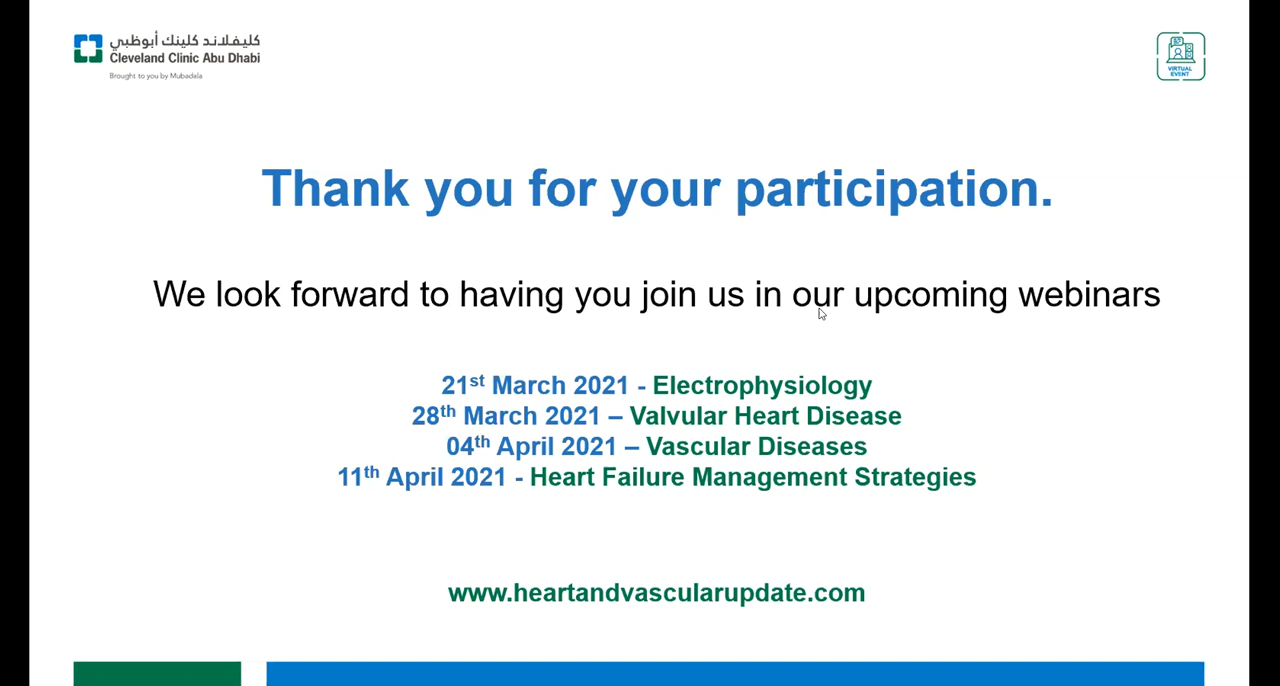 كليفلاند كلينك أبوظبي
Cleveland Clinic Abu Dhabi
Brought to you by Mubadala
VIRTUAL
EVENT
Thank you for your participation.
We look forward to having you join us in our upcoming webinars
21st March 2021 - Electrophysiology
28th March 2021 – Valvular Heart Disease
04th April 2021 – Vascular Diseases
11th April 2021 - Heart Failure Management Strategies
www.heartandvascularupdate.com